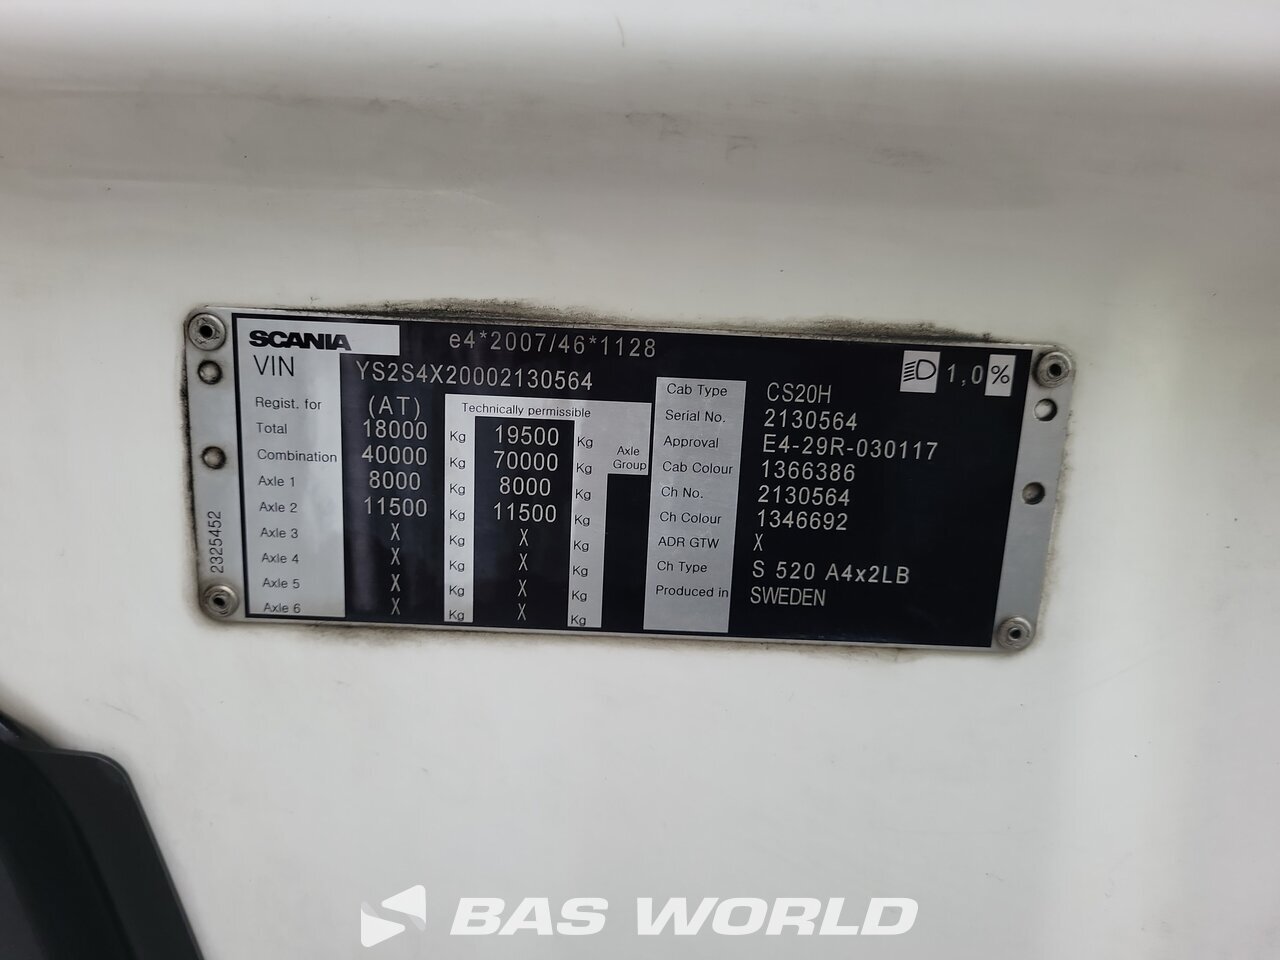 SCANIA e4*2007/46*1128
VIN YS2S4X20002130564
1,0%
Regist. for (AT) Technically permissible
Total 18000 Kg 19500 Kg
Combination 40000 Kg 70000 Kg
Axle Group
Axle 1 8000 Kg 8000 Kg
Axle 2 11500 Kg 11500 Kg
Axle 3 X Kg X Kg
Axle 4 X Kg X Kg
Axle 5 X Kg X Kg
Axle 6 X Kg X Kg
Cab Type CS20H
Serial No. 2130564
Approval E4-29R-030117
Cab Colour 1366386
Ch No. 2130564
Ch Colour 1346692
ADR GTW X
Ch Type S 520 A4x2LB
Produced in SWEDEN
2325452
BAS WORLD